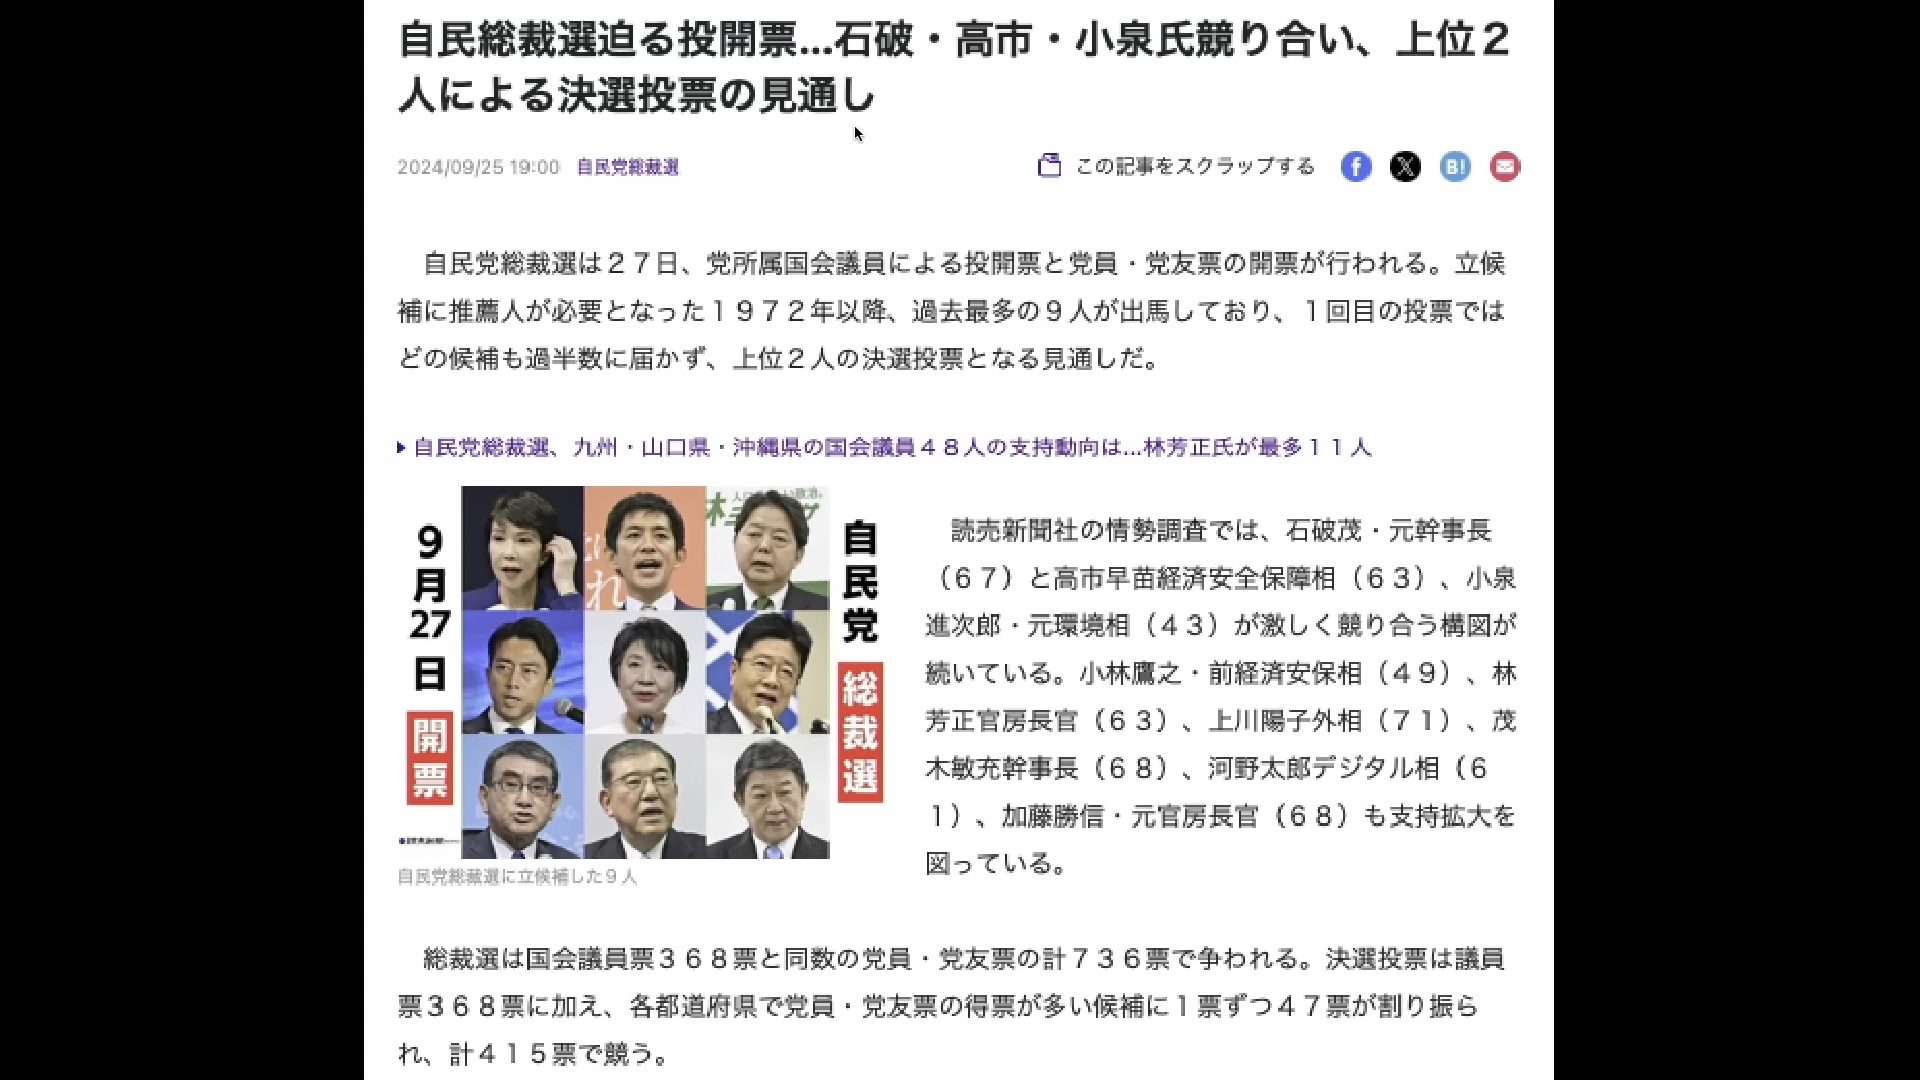 自民総裁選迫る投開票…石破・高市・小泉氏競り合い、上位２
人による決選投票の見通し
2024/09/25 19:00 自民党総裁選
この記事をスクラップする
自民党総裁選は２７日、党所属国会議員による投開票と党員・党友票の開票が行われる。立候
補に推薦人が必要となった１９７２年以降、過去最多の９人が出馬しており、１回目の投票では
どの候補も過半数に届かず、上位２人の決選投票となる見通しだ。
自民党総裁選、九州・山口県・沖縄県の国会議員４８人の支持動向は…林芳正氏が最多１１人
9月27日
開票
自民党
総裁選
自民党総裁選に立候補した９人
読売新聞社の情勢調査では、石破茂・元幹事長
（６７）と高市早苗経済安全保障相（６３）、小泉
進次郎・元環境相（４３）が激しく競り合う構図が
続いている。小林鷹之・前経済安保相（４９）、林
芳正官房長官（６３）、上川陽子外相（７１）、茂
木敏充幹事長（６８）、河野太郎デジタル相（６
１）、加藤勝信・元官房長官（６８）も支持拡大を
図っている。
総裁選は国会議員票３６８票と同数の党員・党友票の計７３６票で争われる。決選投票は議員
票３６８票に加え、各都道府県で党員・党友票の得票が多い候補に１票ずつ４７票が割り振ら
れ、計４１５票で競う。